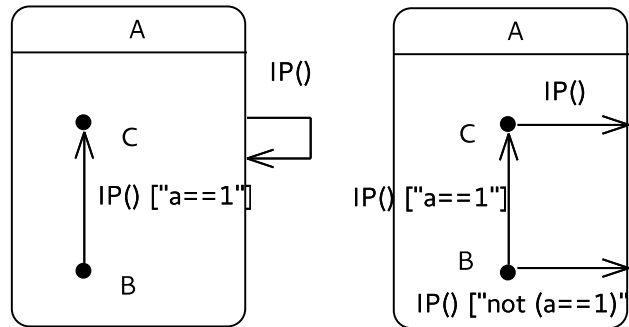 A
IP()
C
IP() ["a==1"]
B
A
IP()
C
IP() ["a==1"]
B
IP() ["not (a==1)"